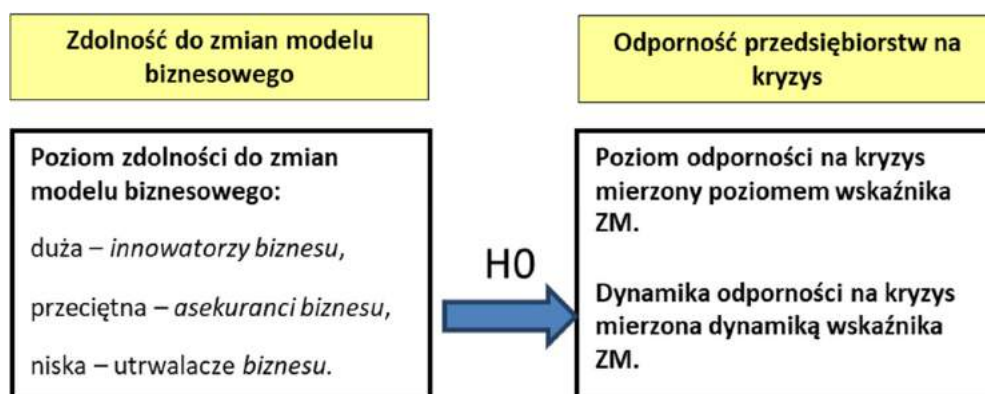 Zdolność do zmian modelu
biznesowego
Odporność przedsiębiorstw na
kryzys
Poziom zdolności do zmian
modelu biznesowego:
duża – innowatorzy biznesu,
przeciętna – asekuranci biznesu,
niska – utrwalacze biznesu.
H0
Poziom odporności na kryzys
mierzony poziomem wskaźnika
ZM.
Dynamika odporności na kryzys
mierzona dynamiką wskaźnika
ZM.